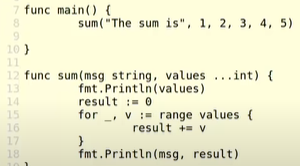 7 func main() {
8 sum("The sum is", 1, 2, 3, 4, 5)
9
10 }
11
12 func sum(msg string, values ...int) {
13 fmt.Println(values)
14 result := 0
15 for _, v := range values {
16 result += v
17 }
18 fmt.Println(msg, result)